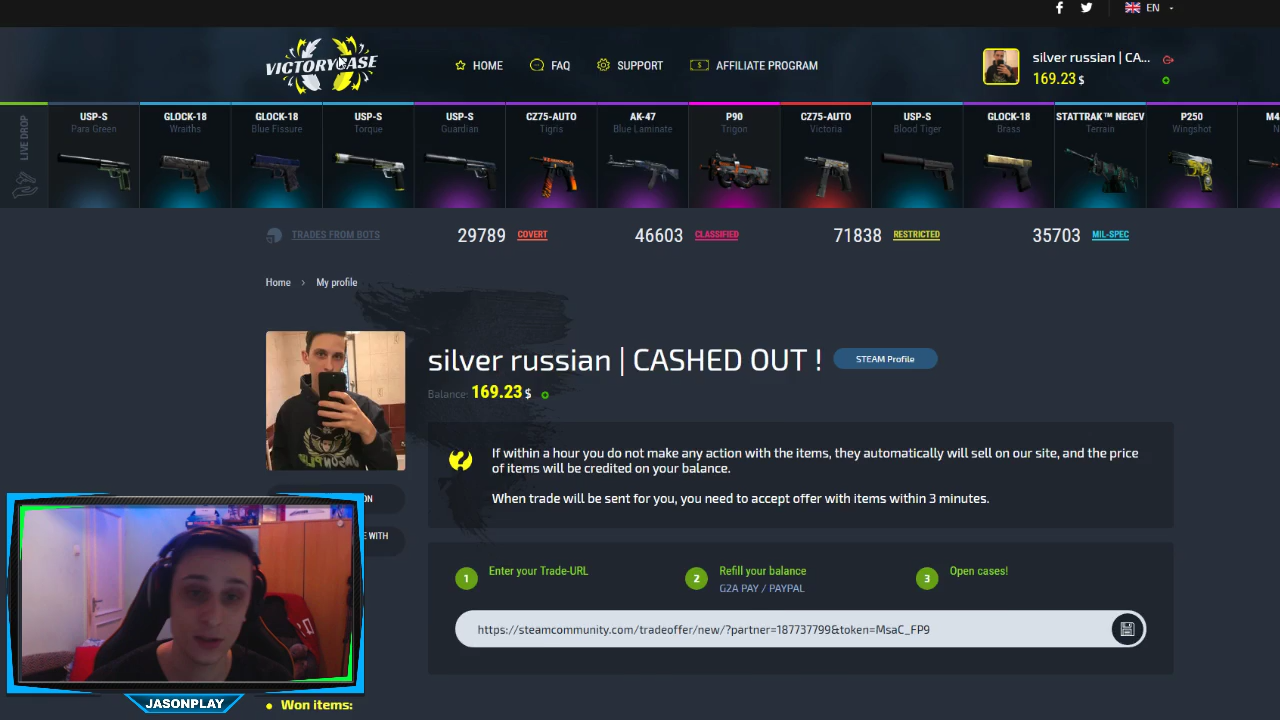 EN
VICTORYCASE
HOME
FAQ
SUPPORT
AFFILIATE PROGRAM
silver russian | CA...
169.23 $
LIVE DROP
USP-S
Para Green
GLOCK-18
Wraiths
GLOCK-18
Blue Fissure
USP-S
Torque
USP-S
Guardian
CZ75-AUTO
Tigris
AK-47
Blue Laminate
P90
Trigon
CZ75-AUTO
Victoria
USP-S
Blood Tiger
GLOCK-18
Brass
STATTRAK™ NEGEV
Terrain
P250
Wingshot
M4
TRADES FROM BOTS
29789 COVERT
46603 CLASSIFIED
71838 RESTRICTED
35703 MIL-SPEC
Home › My profile
silver russian | CASHED OUT !
STEAM Profile
Balance: 169.23 $
If within a hour you do not make any action with the items, they automatically will sell on our site, and the price
of items will be credited on your balance.
When trade will be sent for you, you need to accept offer with items within 3 minutes.
ON
E WITH
1 Enter your Trade-URL
2 Refill your balance
G2A PAY / PAYPAL
3 Open cases!
https://steamcommunity.com/tradeoffer/new/?partner=187737799&token=MsaC_FP9
JASONPLAY
Won items: